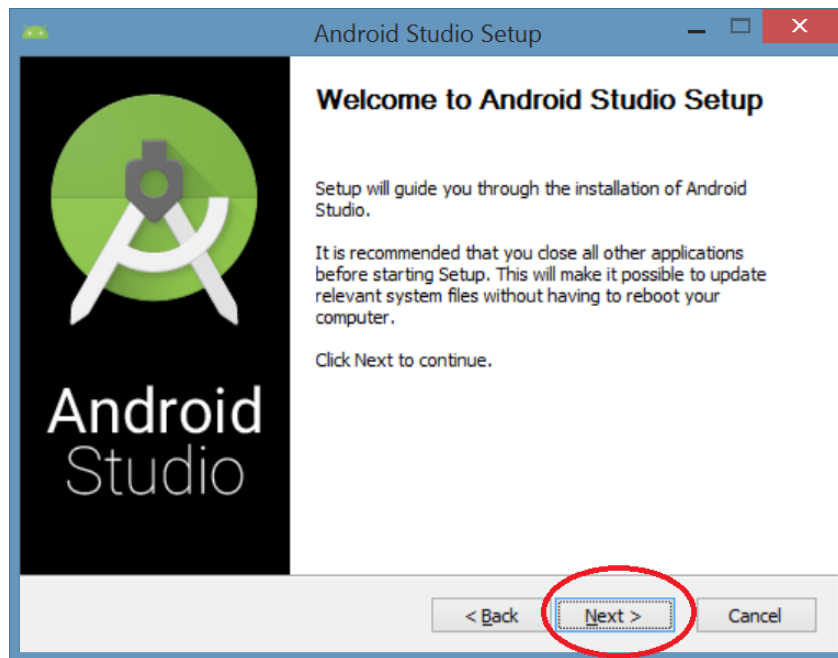 Android Studio Setup
Welcome to Android Studio Setup
Setup will guide you through the installation of Android
Studio.
It is recommended that you close all other applications
before starting Setup. This will make it possible to update
relevant system files without having to reboot your
computer.
Click Next to continue.
Android
Studio
< Back
Next >
Cancel